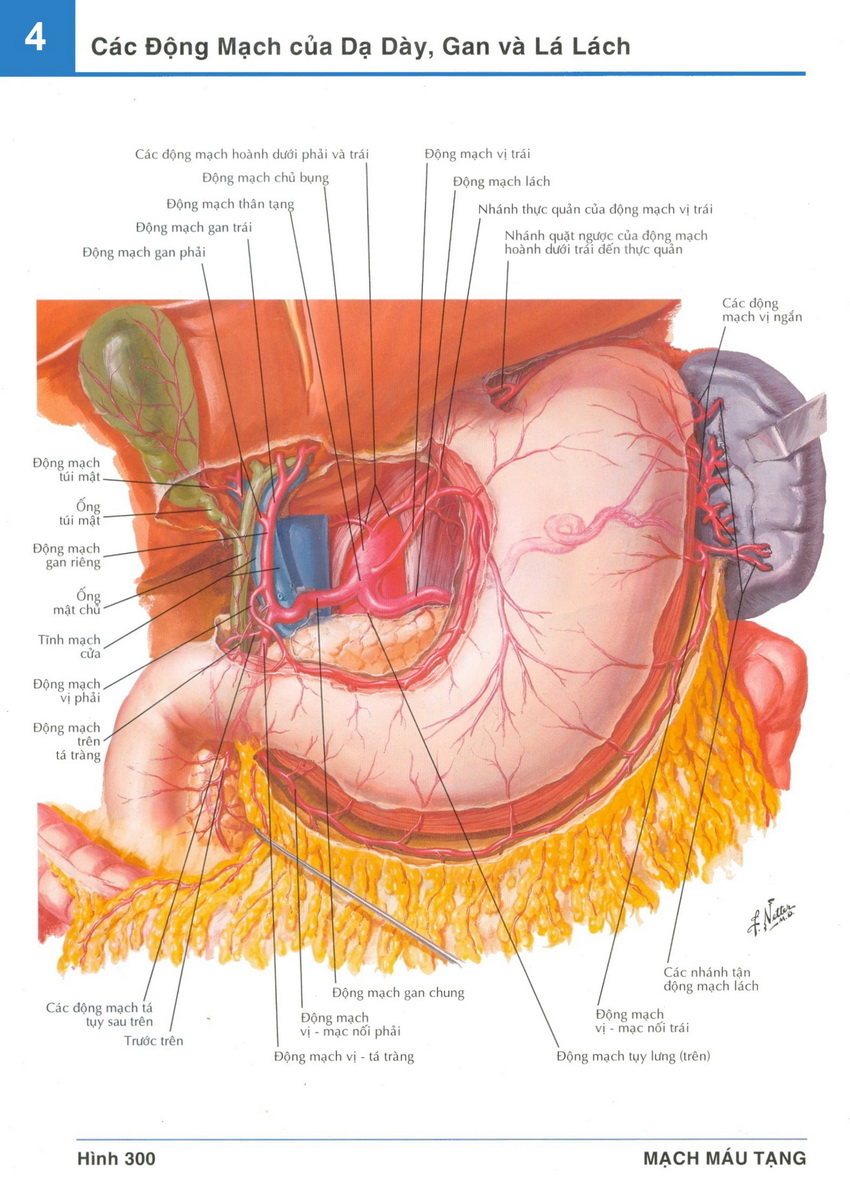 4
Các Động Mạch của Dạ Dày, Gan và Lá Lách
Các động mạch hoành dưới phải và trái
Động mạch chủ bụng
Động mạch thân tạng
Động mạch gan trái
Động mạch gan phải
Động mạch vị trái
Động mạch lách
Nhánh thực quản của động mạch vị trái
Nhánh quặt ngược của động mạch
hoành dưới trái đến thực quản
Các động
mạch vị ngắn
Động mạch
túi mật
Ống
túi mật
Động mạch
gan riêng
Ống
mật chủ
Tĩnh mạch
cửa
Động mạch
vị phải
Động mạch
trên
tá tràng
F. Netter
M.D.
Các động mạch tá
tụy sau trên
Trước trên
Động mạch gan chung
Động mạch
vị - mạc nối phải
Động mạch vị - tá tràng
Các nhánh tận
động mạch lách
Động mạch
vị - mạc nối trái
Động mạch tụy lưng (trên)
Hình 300
MẠCH MÁU TẠNG